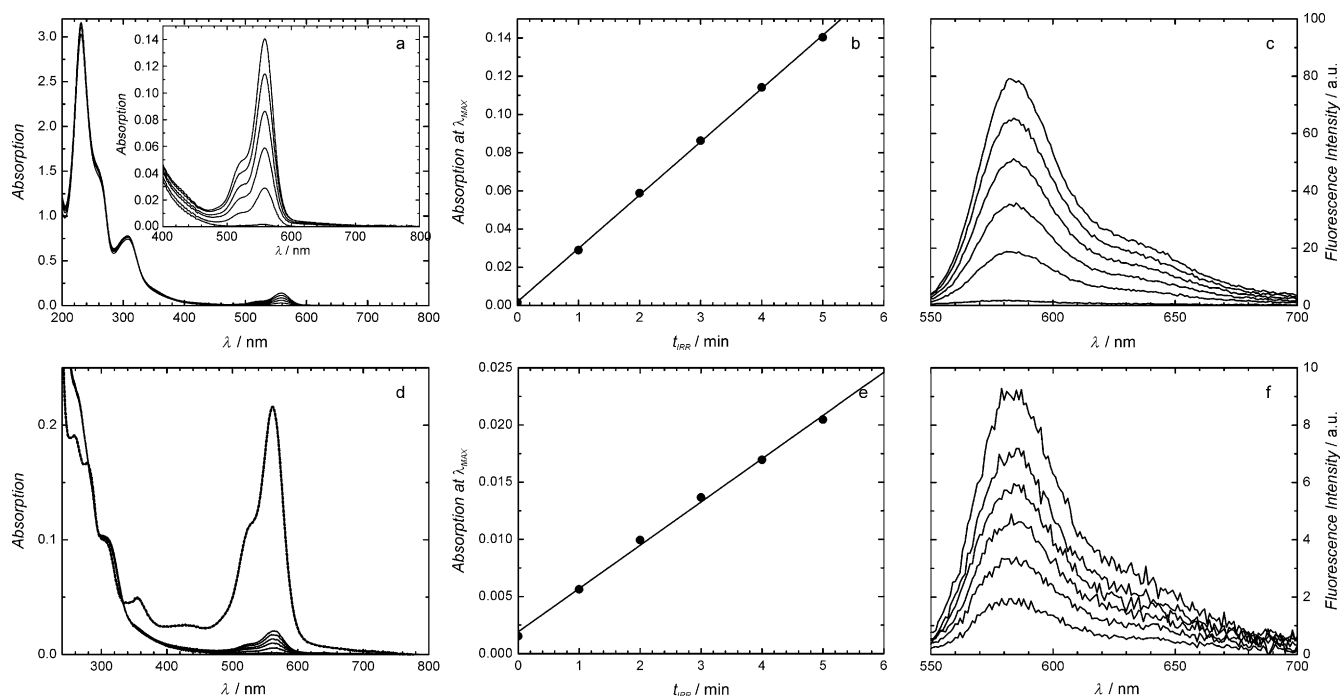 a
3.0
2.5
2.0
1.5
1.0
0.5
0.0
Absorption
200 300 400 500 600 700 800
λ / nm
0.14
0.12
0.10
0.08
0.06
0.04
0.02
0.00
Absorption
400 500 600 700 800
λ / nm
b
0.14
0.12
0.10
0.08
0.06
0.04
0.02
0.00
Absorption at λMAX
0 1 2 3 4 5 6
tIRR / min
c
100
80
60
40
20
0
Fluorescence Intensity / a.u.
550 600 650 700
λ / nm
d
0.2
0.1
0.0
Absorption
300 400 500 600 700 800
λ / nm
e
0.025
0.020
0.015
0.010
0.005
0.000
Absorption at λMAX
0 1 2 3 4 5 6
tIRR / min
f
10
8
6
4
2
0
Fluorescence Intensity / a.u.
550 600 650 700
λ / nm